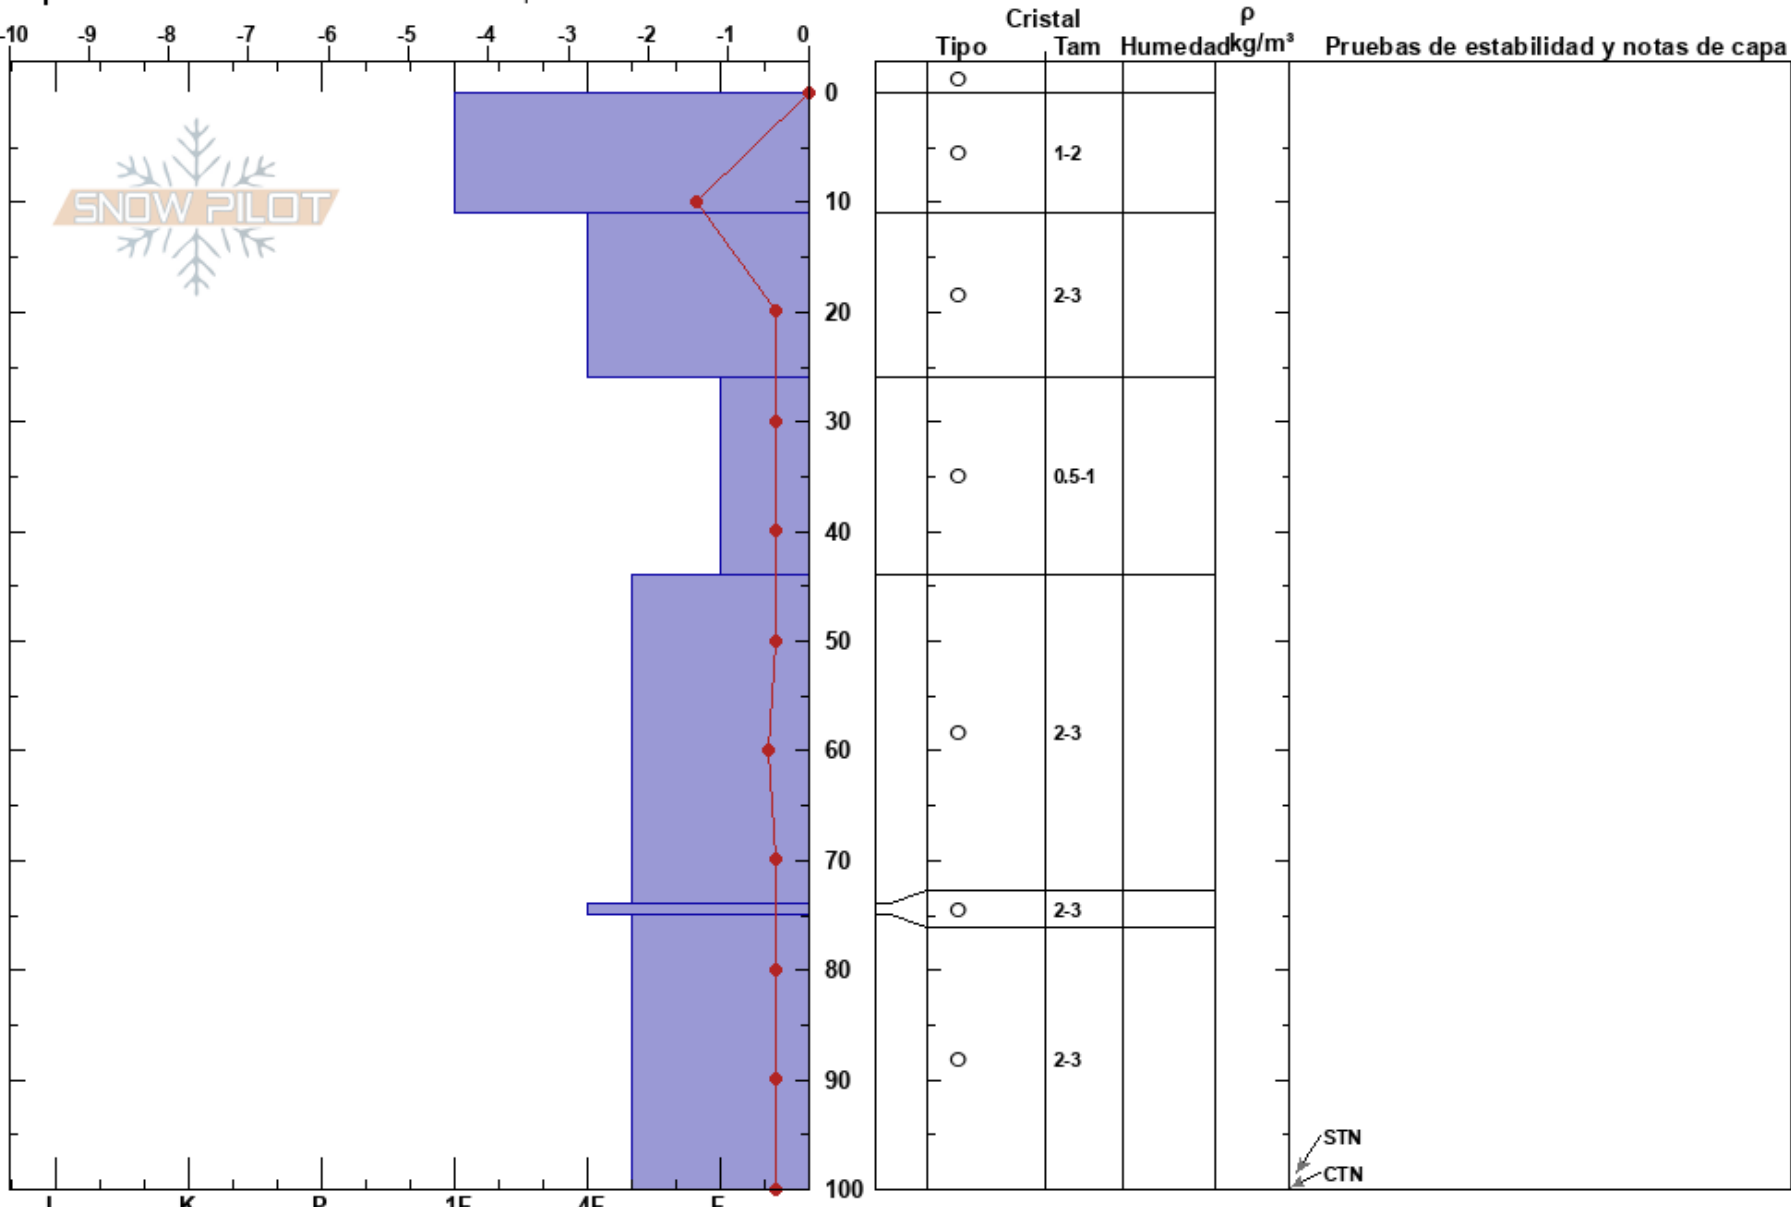 Cristal ρ
-10 -9 -8 -7 -6 -5 -4 -3 -2 -1 0 Tipo Tam Humedad kg/m³ Pruebas de estabilidad y notas de capa
0
1-2
SNOW PILOT
10
2-3
20
30
0.5-1
40
50
2-3
60
70
2-3
80
2-3
90
STN
CTN
100
I K P 1F 4F F